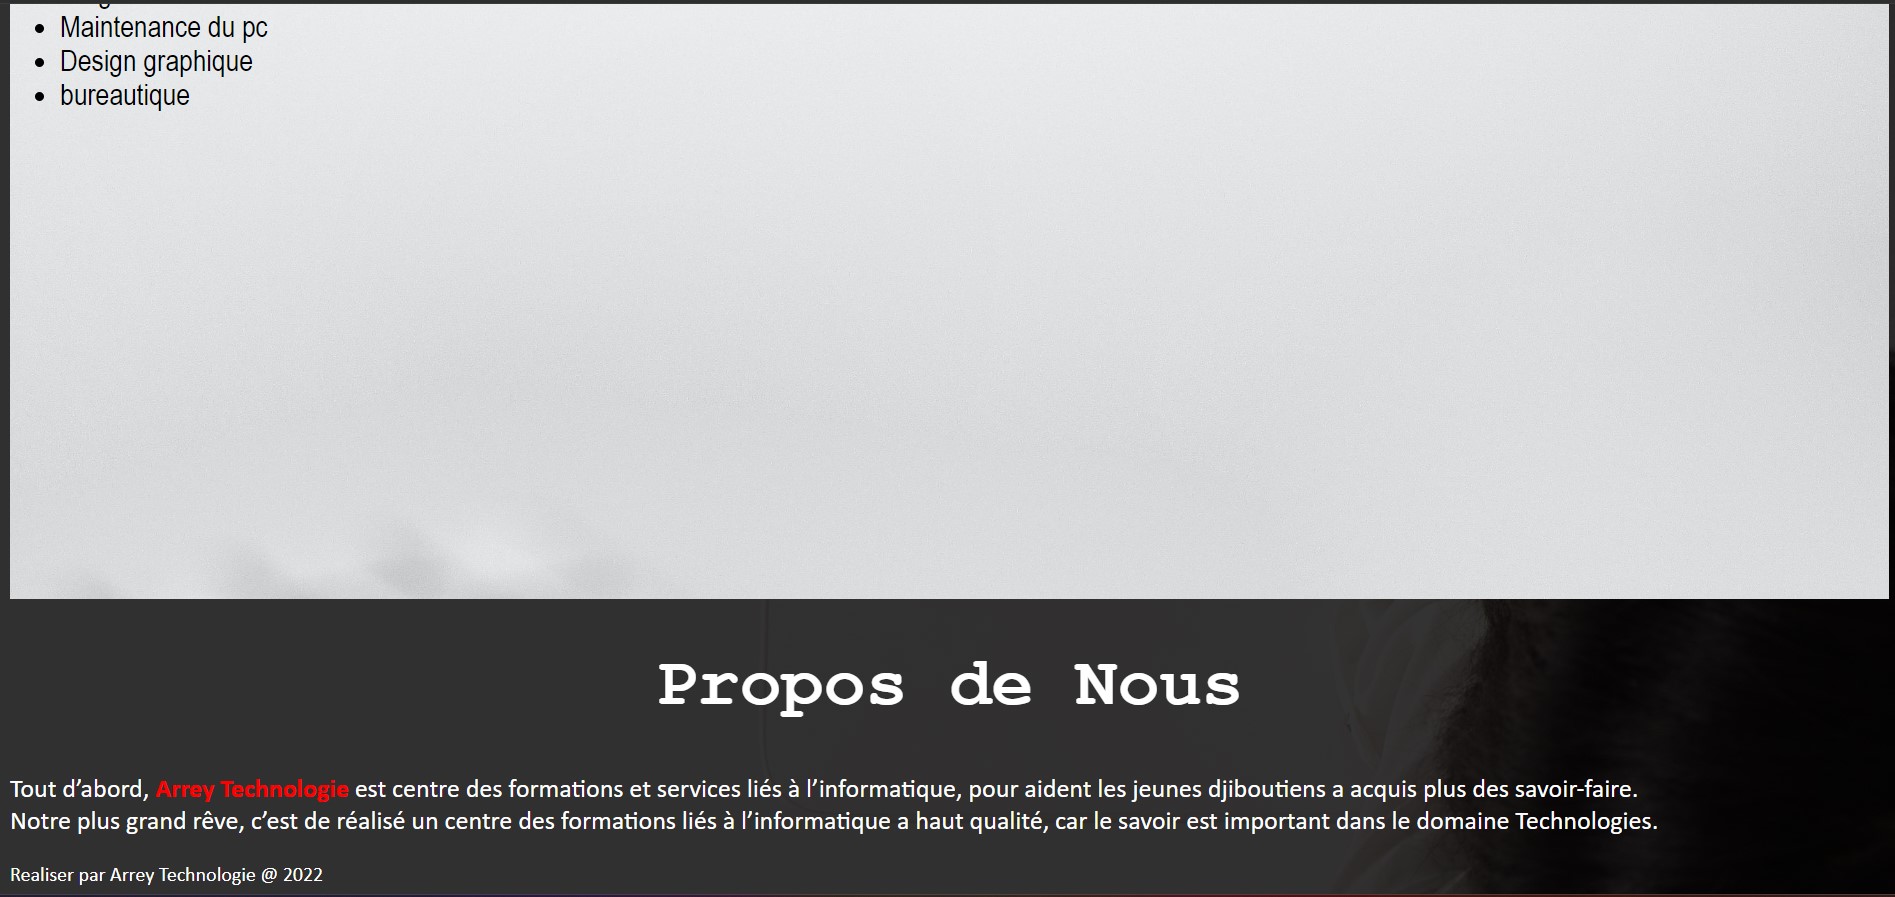 Maintenance du pc
Design graphique
bureautique
Propos de Nous
Tout d’abord, Arrey Technologie est centre des formations et services liés à l’informatique, pour aident les jeunes djiboutiens a acquis plus des savoir-faire.
Notre plus grand rêve, c’est de réalisé un centre des formations liés à l’informatique a haut qualité, car le savoir est important dans le domaine Technologies.
Realiser par Arrey Technologie @ 2022